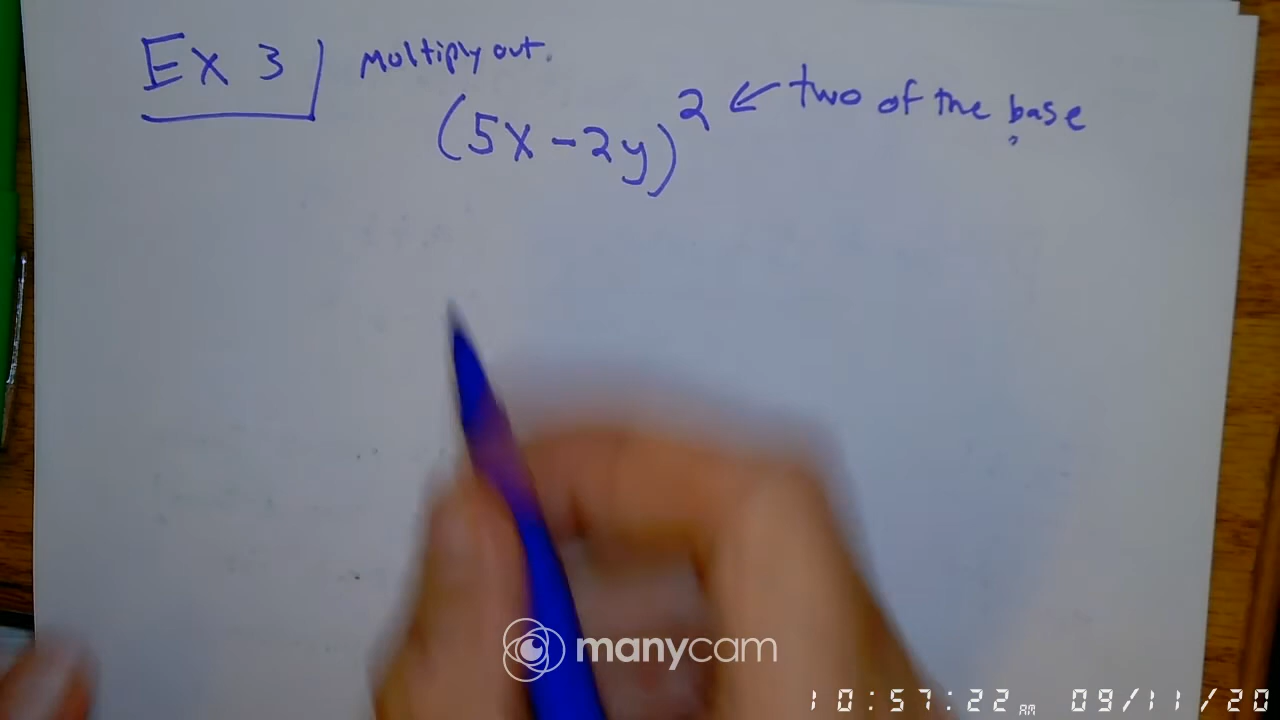 Ex 3 Multiply out.
(5x - 2y)² ← two of the base
manycam
10:57:22 AM 09/11/20